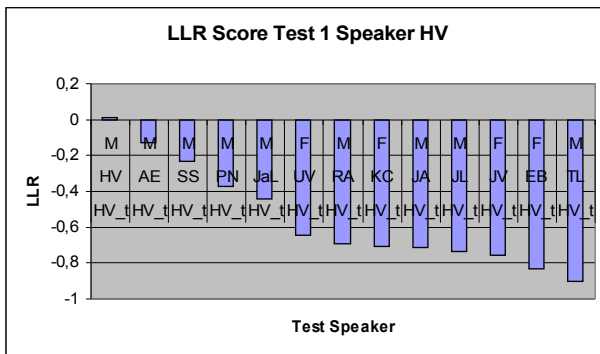 LLR Score Test 1 Speaker HV
LLR
0,2
0
-0,2
-0,4
-0,6
-0,8
-1
M M M M M F M F M M F F M
HV AE SS PN JaL UV RA KC JA JL JV EB TL
HV_t HV_t HV_t HV_t HV_t HV_t HV_t HV_t HV_t HV_t HV_t HV_t HV_t
Test Speaker